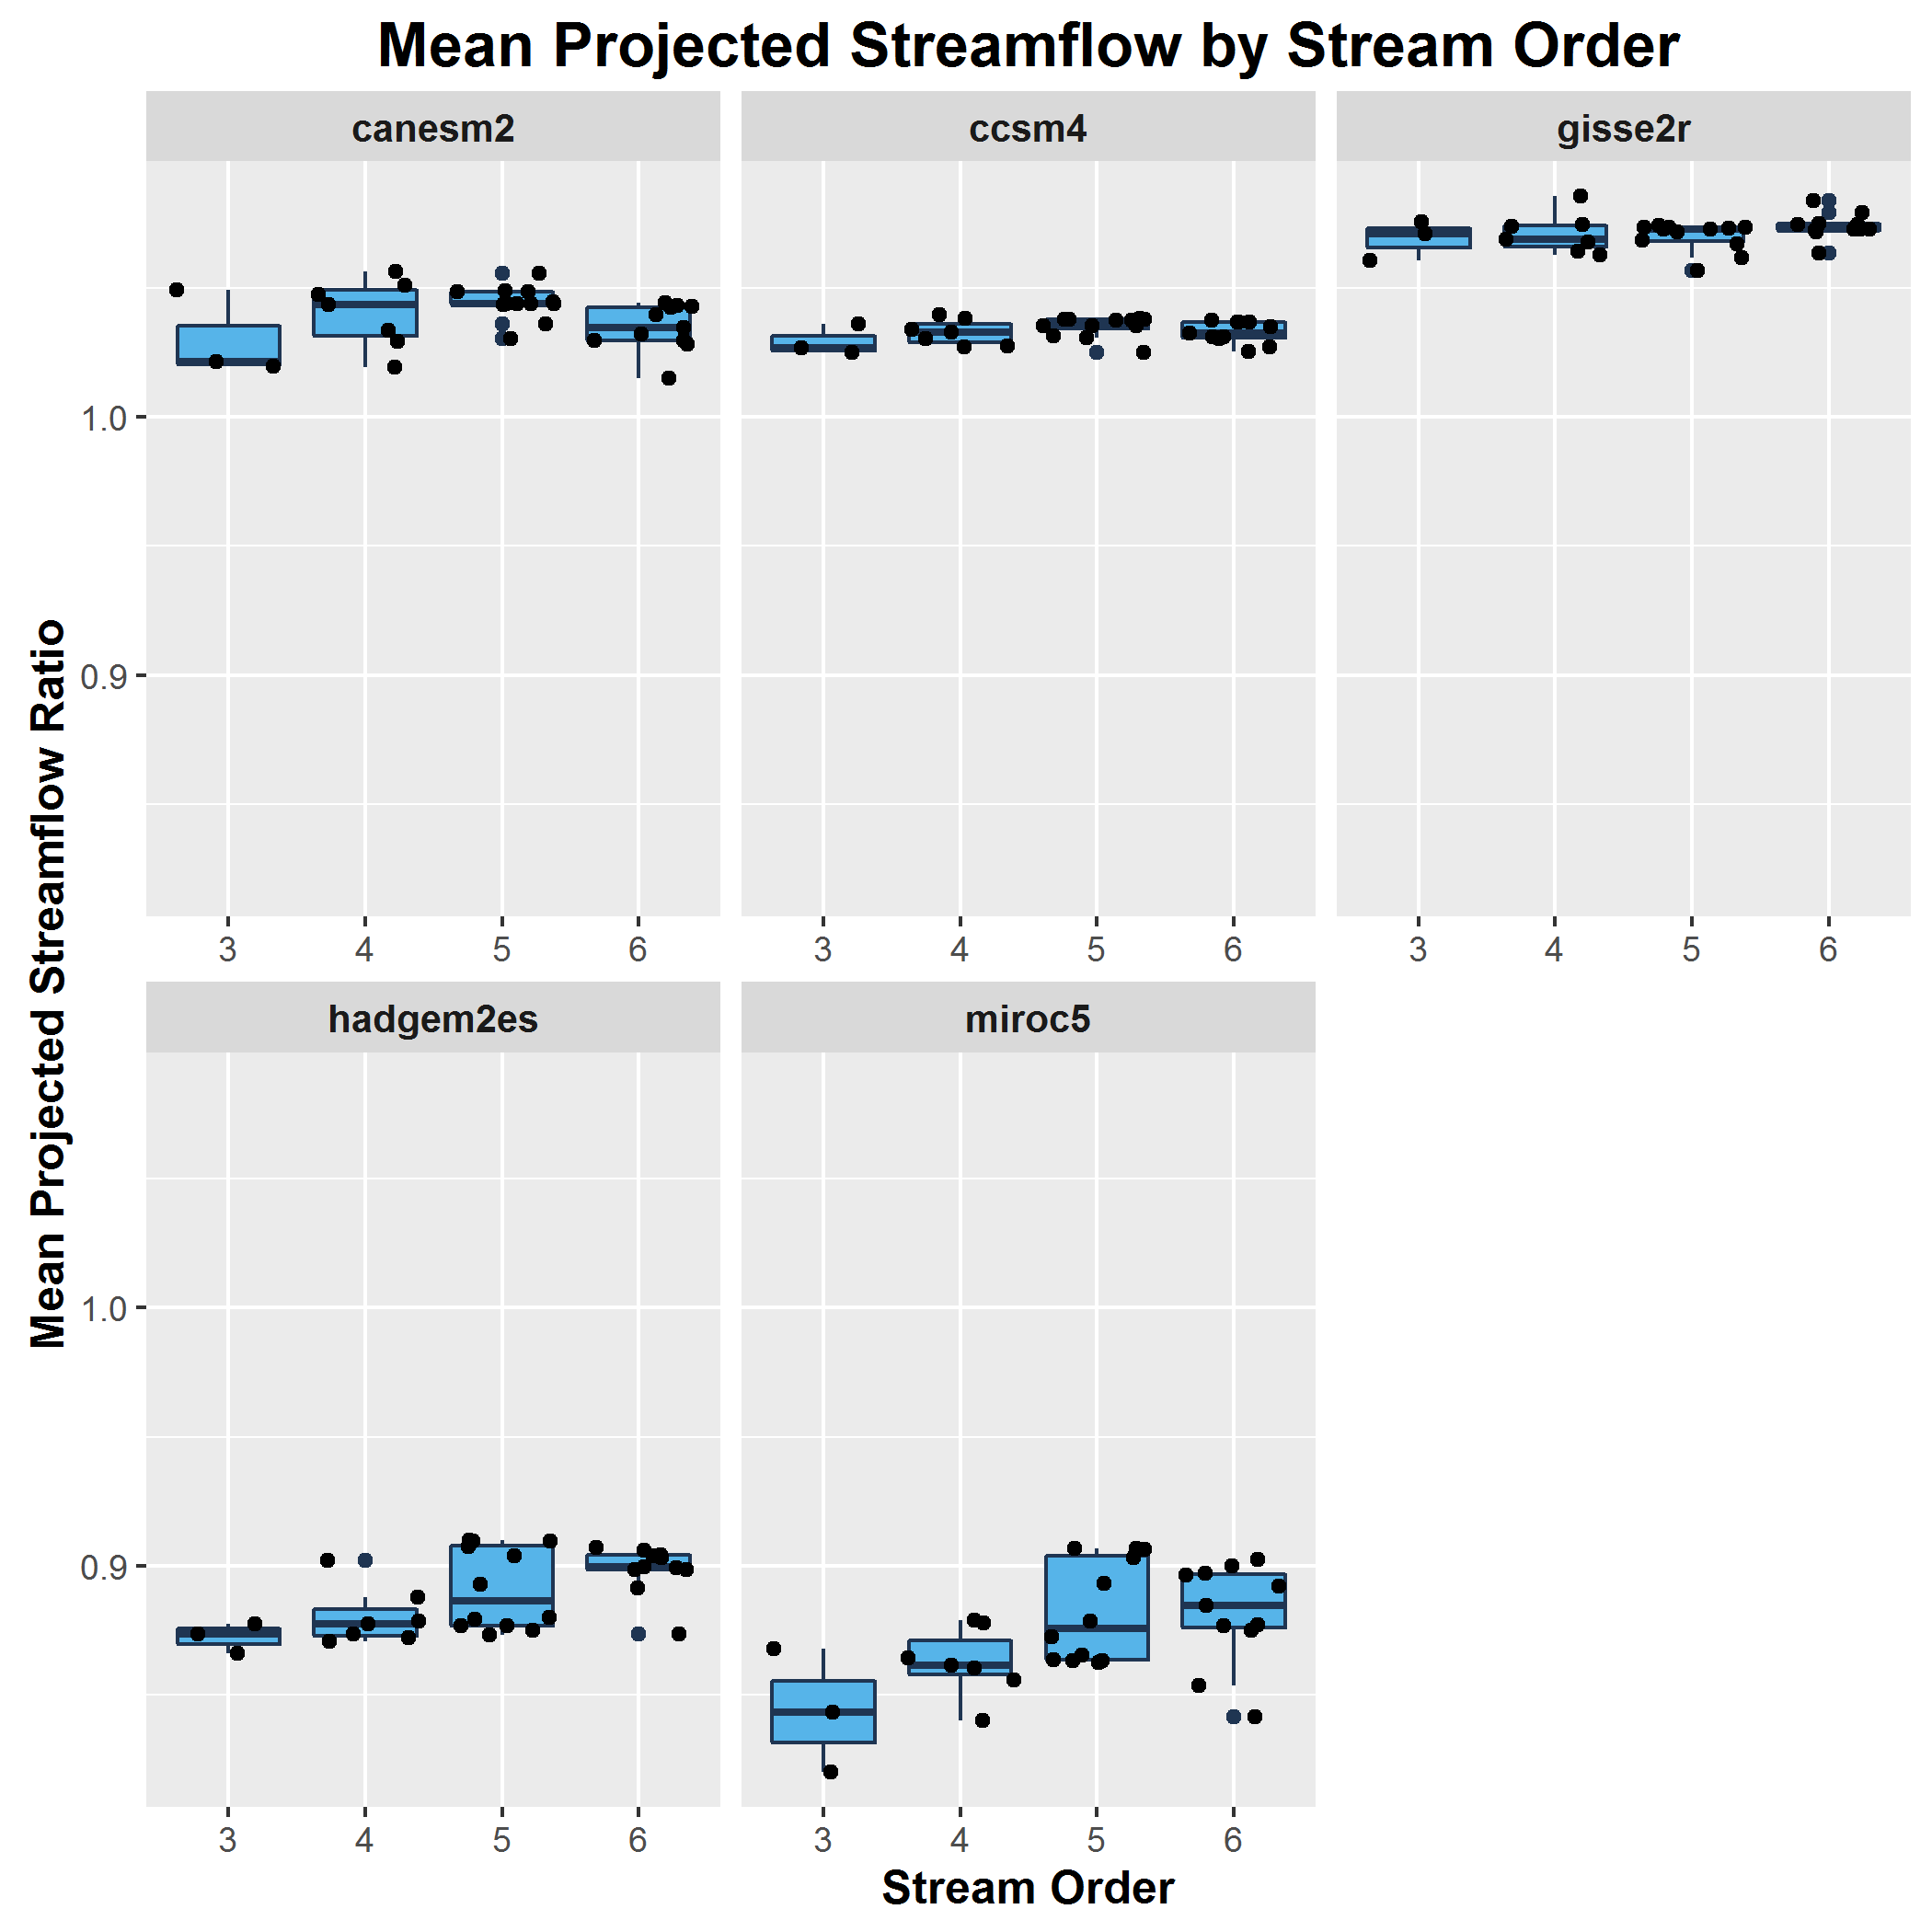 Mean Projected Streamflow by Stream Order
canesm2
ccsm4
gisse2r
1.0
0.9
3 4 5 6
3 4 5 6
3 4 5 6
Mean Projected Streamflow Ratio
hadgem2es
miroc5
1.0
0.9
3 4 5 6
3 4 5 6
Stream Order